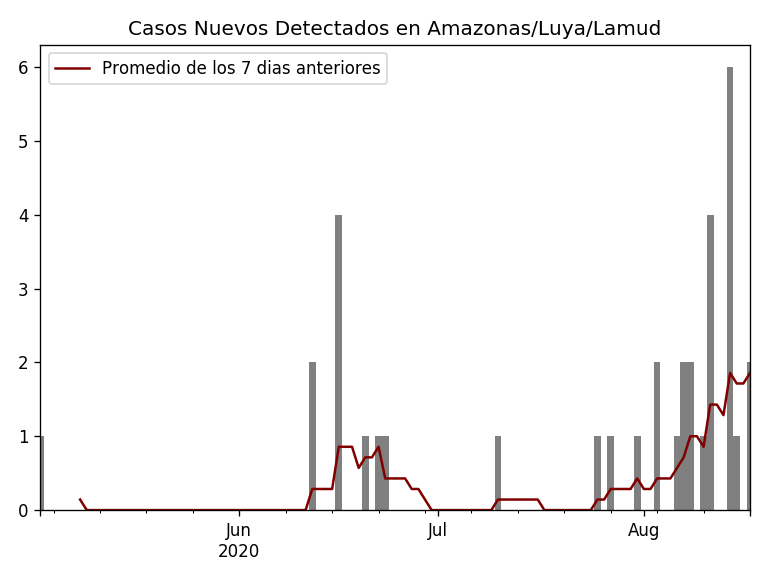 Casos Nuevos Detectados en Amazonas/Luya/Lamud
Promedio de los 7 dias anteriores
6
5
4
3
2
1
0
Jun
2020
Jul
Aug